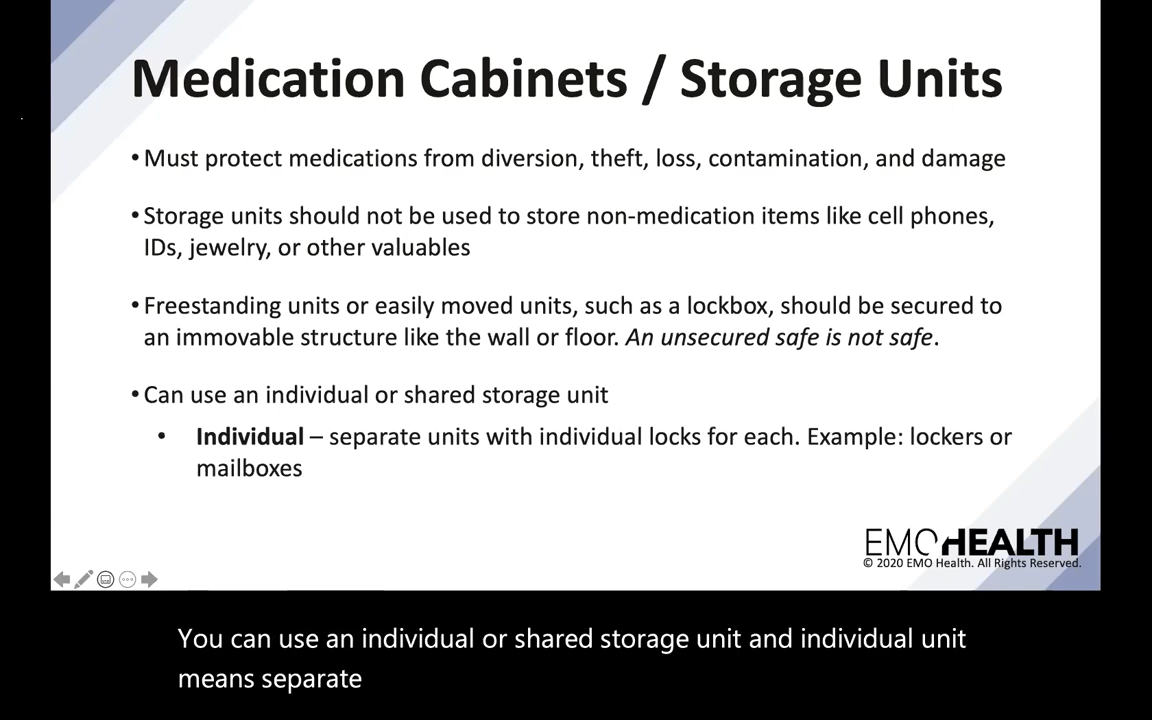 Medication Cabinets / Storage Units
• Must protect medications from diversion, theft, loss, contamination, and damage
• Storage units should not be used to store non-medication items like cell phones,
IDs, jewelry, or other valuables
• Freestanding units or easily moved units, such as a lockbox, should be secured to
an immovable structure like the wall or floor. An unsecured safe is not safe.
• Can use an individual or shared storage unit
• Individual – separate units with individual locks for each. Example: lockers or
mailboxes
EMOHEALTH
© 2020 EMO Health. All Rights Reserved.
You can use an individual or shared storage unit and individual unit
means separate